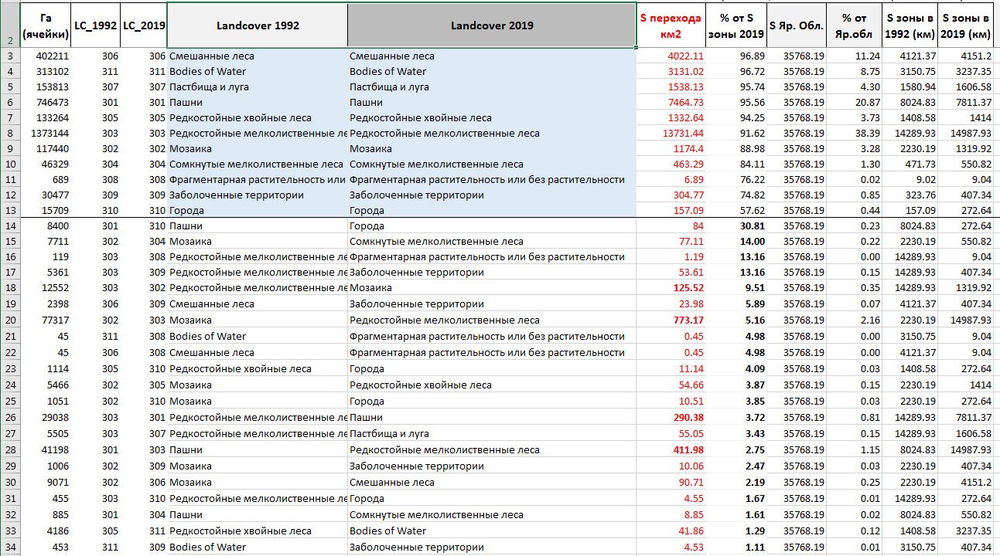 2 Га (ячейки) LC_1992 LC_2019 Landcover 1992 Landcover 2019 S перехода км2 % от S зоны 2019 S Яр. Обл. % от Яр.обл S зоны в 1992 (км) S зоны в 2019 (км)
3 402211 306 306 Смешанные леса Смешанные леса 4022.11 96.89 35768.19 11.24 4121.37 4151.2
4 313102 311 311 Bodies of Water Bodies of Water 3131.02 96.72 35768.19 8.75 3150.75 3237.35
5 153813 307 307 Пастбища и луга Пастбища и луга 1538.13 95.74 35768.19 4.30 1580.94 1606.58
6 746473 301 301 Пашни Пашни 7464.73 95.56 35768.19 20.87 8024.83 7811.37
7 133264 305 305 Редкостойные хвойные леса Редкостойные хвойные леса 1332.64 94.25 35768.19 3.73 1408.58 1414
8 1373144 303 303 Редкостойные мелколиственные ле Редкостойные мелколиственные леса 13731.44 91.62 35768.19 38.39 14289.93 14987.93
9 117440 302 302 Мозаика Мозаика 1174.4 88.98 35768.19 3.28 2230.19 1319.92
10 46329 304 304 Сомкнутые мелколиственные леса Сомкнутые мелколиственные леса 463.29 84.11 35768.19 1.30 471.73 550.82
11 689 308 308 Фрагментарная растительность или Фрагментарная растительность или без растительности 6.89 76.22 35768.19 0.02 9.02 9.04
12 30477 309 309 Заболоченные территории Заболоченные территории 304.77 74.82 35768.19 0.85 323.76 407.34
13 15709 310 310 Города Города 157.09 57.62 35768.19 0.44 157.09 272.64
14 8400 301 310 Пашни Города 84 30.81 35768.19 0.23 8024.83 272.64
15 7711 302 304 Мозаика Сомкнутые мелколиственные леса 77.11 14.00 35768.19 0.22 2230.19 550.82
16 119 303 308 Редкостойные мелколиственные ле Фрагментарная растительность или без растительности 1.19 13.16 35768.19 0.00 14289.93 9.04
17 5361 303 309 Редкостойные мелколиственные ле Заболоченные территории 53.61 13.16 35768.19 0.15 14289.93 407.34
18 12552 303 302 Редкостойные мелколиственные ле Мозаика 125.52 9.51 35768.19 0.35 14289.93 1319.92
19 2398 306 309 Смешанные леса Заболоченные территории 23.98 5.89 35768.19 0.07 4121.37 407.34
20 77317 302 303 Мозаика Редкостойные мелколиственные леса 773.17 5.16 35768.19 2.16 2230.19 14987.93
21 45 311 308 Bodies of Water Фрагментарная растительность или без растительности 0.45 4.98 35768.19 0.00 3150.75 9.04
22 45 306 308 Смешанные леса Фрагментарная растительность или без растительности 0.45 4.98 35768.19 0.00 4121.37 9.04
23 1114 305 310 Редкостойные хвойные леса Города 11.14 4.09 35768.19 0.03 1408.58 272.64
24 5466 302 305 Мозаика Редкостойные хвойные леса 54.66 3.87 35768.19 0.15 2230.19 1414
25 1051 302 310 Мозаика Города 10.51 3.85 35768.19 0.03 2230.19 272.64
26 29038 303 301 Редкостойные мелколиственные ле Пашни 290.38 3.72 35768.19 0.81 14289.93 7811.37
27 5505 303 307 Редкостойные мелколиственные ле Пастбища и луга 55.05 3.43 35768.19 0.15 14289.93 1606.58
28 41198 301 303 Пашни Редкостойные мелколиственные леса 411.98 2.75 35768.19 1.15 8024.83 14987.93
29 1006 302 309 Мозаика Заболоченные территории 10.06 2.47 35768.19 0.03 2230.19 407.34
30 9071 302 306 Мозаика Смешанные леса 90.71 2.19 35768.19 0.25 2230.19 4151.2
31 455 303 310 Редкостойные мелколиственные ле Города 4.55 1.67 35768.19 0.01 14289.93 272.64
32 885 301 304 Пашни Сомкнутые мелколиственные леса 8.85 1.61 35768.19 0.02 8024.83 550.82
33 4186 305 311 Редкостойные хвойные леса Bodies of Water 41.86 1.29 35768.19 0.12 1408.58 3237.35
34 453 311 309 Bodies of Water Заболоченные территории 4.53 1.11 35768.19 0.01 3150.75 407.34